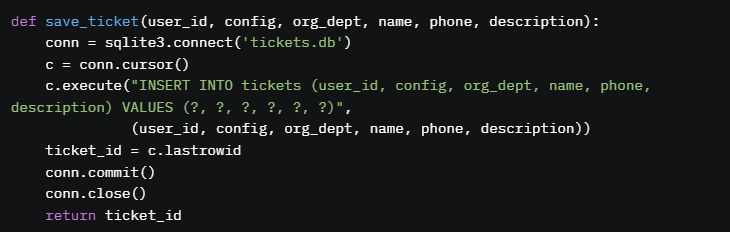 def save_ticket(user_id, config, org_dept, name, phone, description):
    conn = sqlite3.connect('tickets.db')
    c = conn.cursor()
    c.execute("INSERT INTO tickets (user_id, config, org_dept, name, phone,
description) VALUES (?, ?, ?, ?, ?, ?)",
              (user_id, config, org_dept, name, phone, description))
    ticket_id = c.lastrowid
    conn.commit()
    conn.close()
    return ticket_id